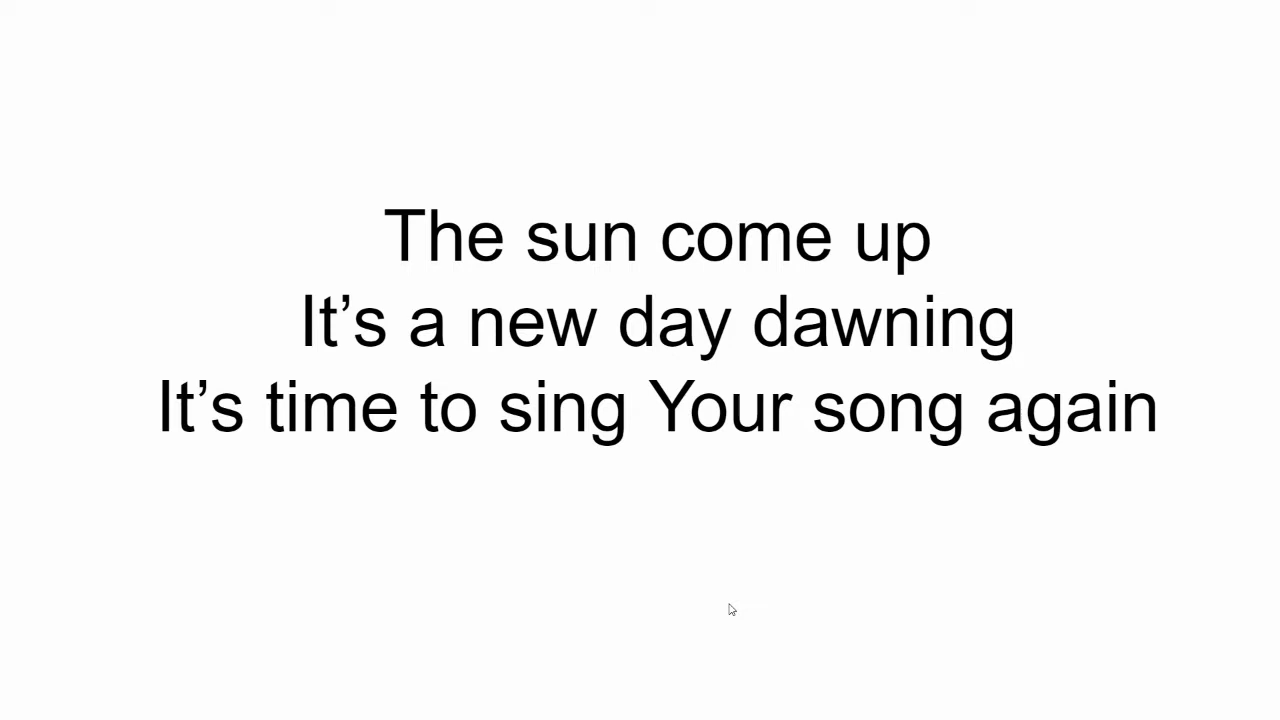 The sun come up
It’s a new day dawning
It’s time to sing Your song again